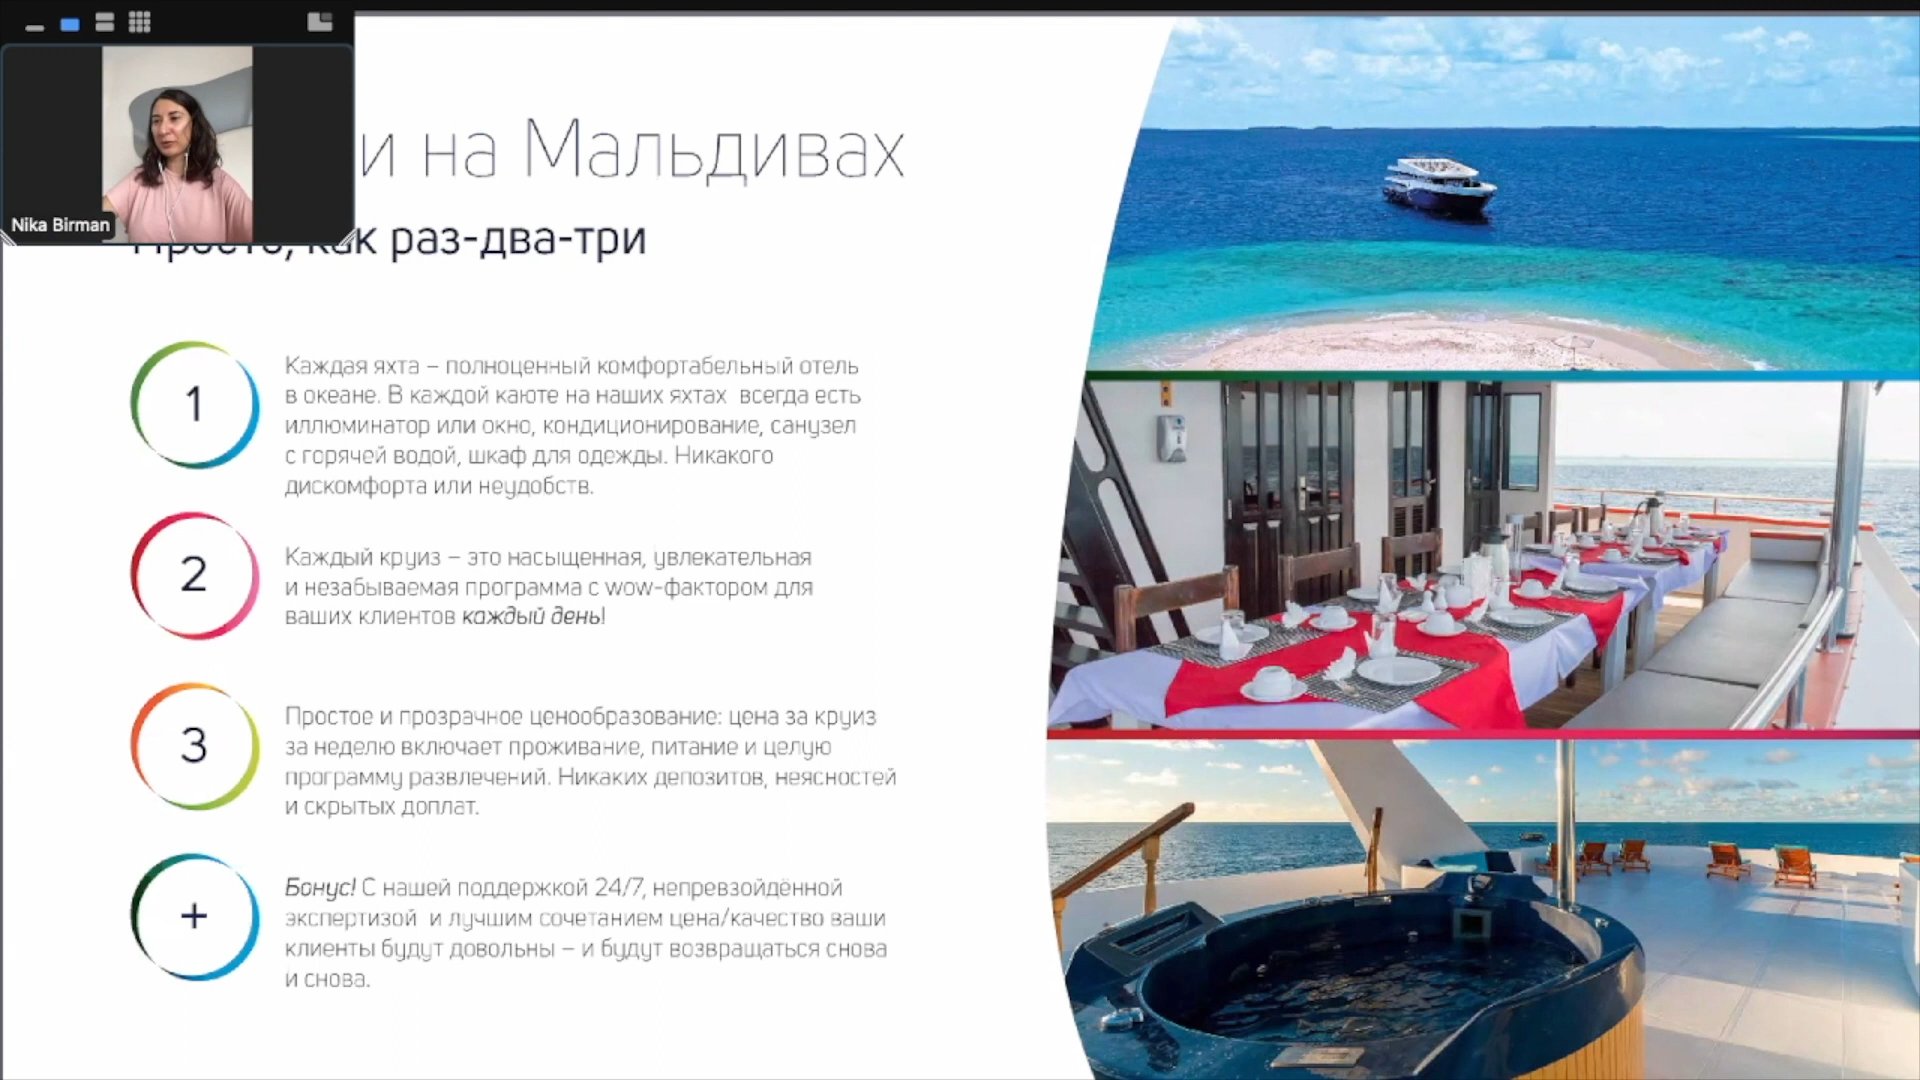 Nika Birman
и на Мальдивах
Просто, как раз-два-три
1
Каждая яхта – полноценный комфортабельный отель
в океане. В каждой каюте на наших яхтах всегда есть
иллюминатор или окно, кондиционирование, санузел
с горячей водой, шкаф для одежды. Никакого
дискомфорта или неудобств.
2
Каждый круиз – это насыщенная, увлекательная
и незабываемая программа с wow-фактором для
ваших клиентов каждый день!
3
Простое и прозрачное ценообразование: цена за круиз
за неделю включает проживание, питание и целую
программу развлечений. Никаких депозитов, неясностей
и скрытых доплат.
+
Бонус! С нашей поддержкой 24/7, непревзойдённой
экспертизой и лучшим сочетанием цена/качество ваши
клиенты будут довольны – и будут возвращаться снова
и снова.